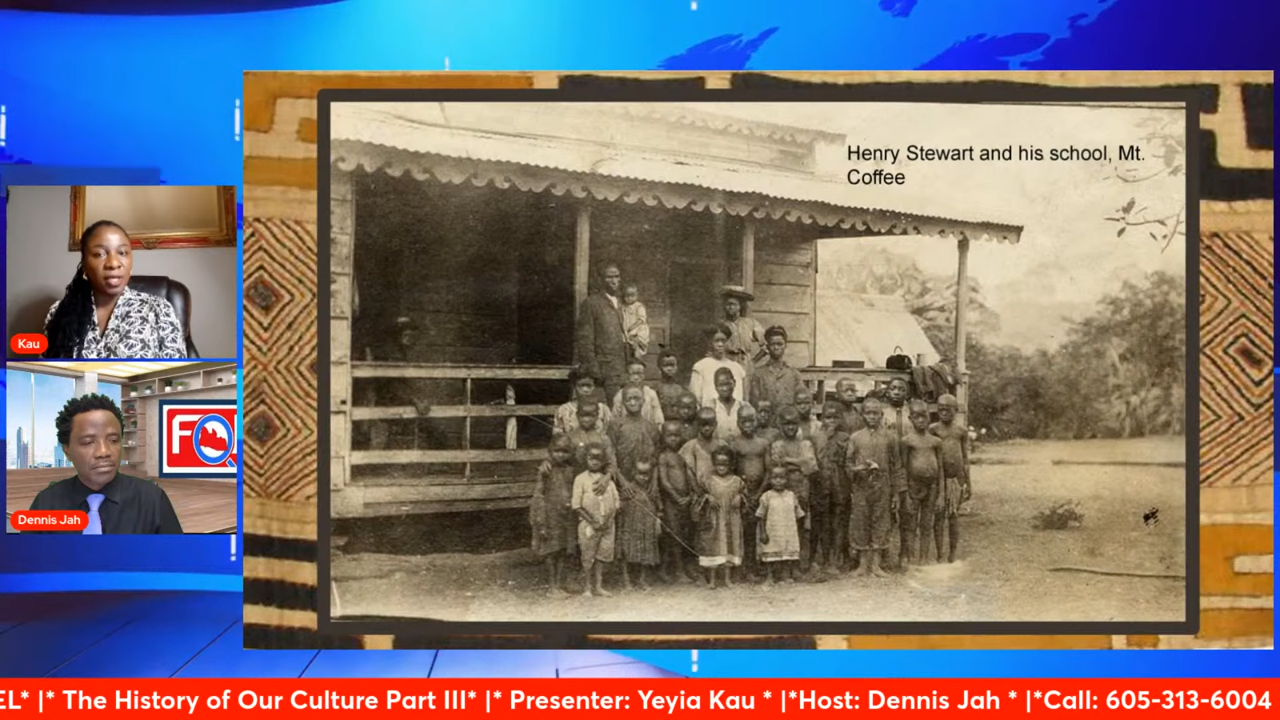 Henry Stewart and his school, Mt.
Coffee
Kau
FQ
Dennis Jah
EL* |* The History of Our Culture Part III* |* Presenter: Yeyia Kau * |*Host: Dennis Jah * |*Call: 605-313-6004